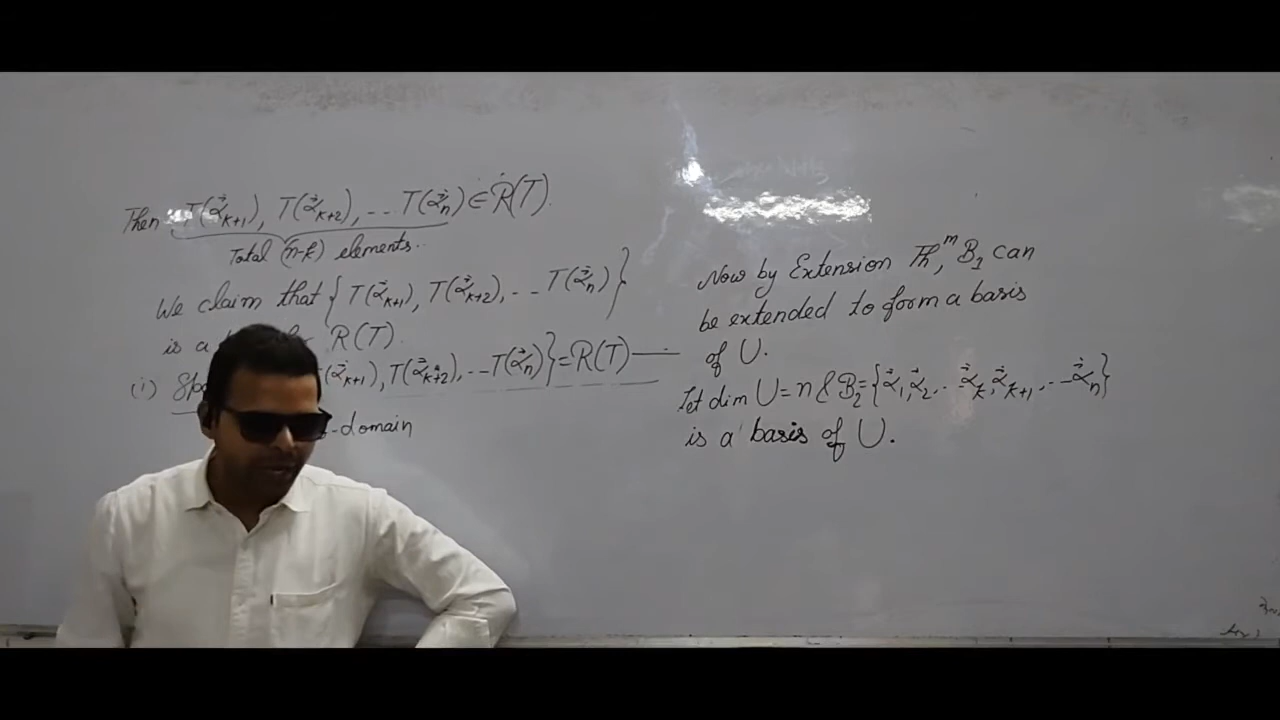 Then T(α⃗ₖ₊₁), T(α⃗ₖ₊₂), ... T(α⃗ₙ) ∈ R(T).
Total (n-k) elements.
We claim that {T(α⃗ₖ₊₁), T(α⃗ₖ₊₂), ... T(α⃗ₙ)}
is a R(T).
(i) (α⃗ₖ₊₁), T(α⃗ₖ₊₂), ... T(α⃗ₙ)} = R(T)—
-domain
Now by Extension Thᵐ, B₁ can
be extended to form a basis
of U.
Let dim U = n & B₂ = {α⃗₁, α⃗₂, ... α⃗ₖ, α⃗ₖ₊₁, ... α⃗ₙ}
is a basis of U.